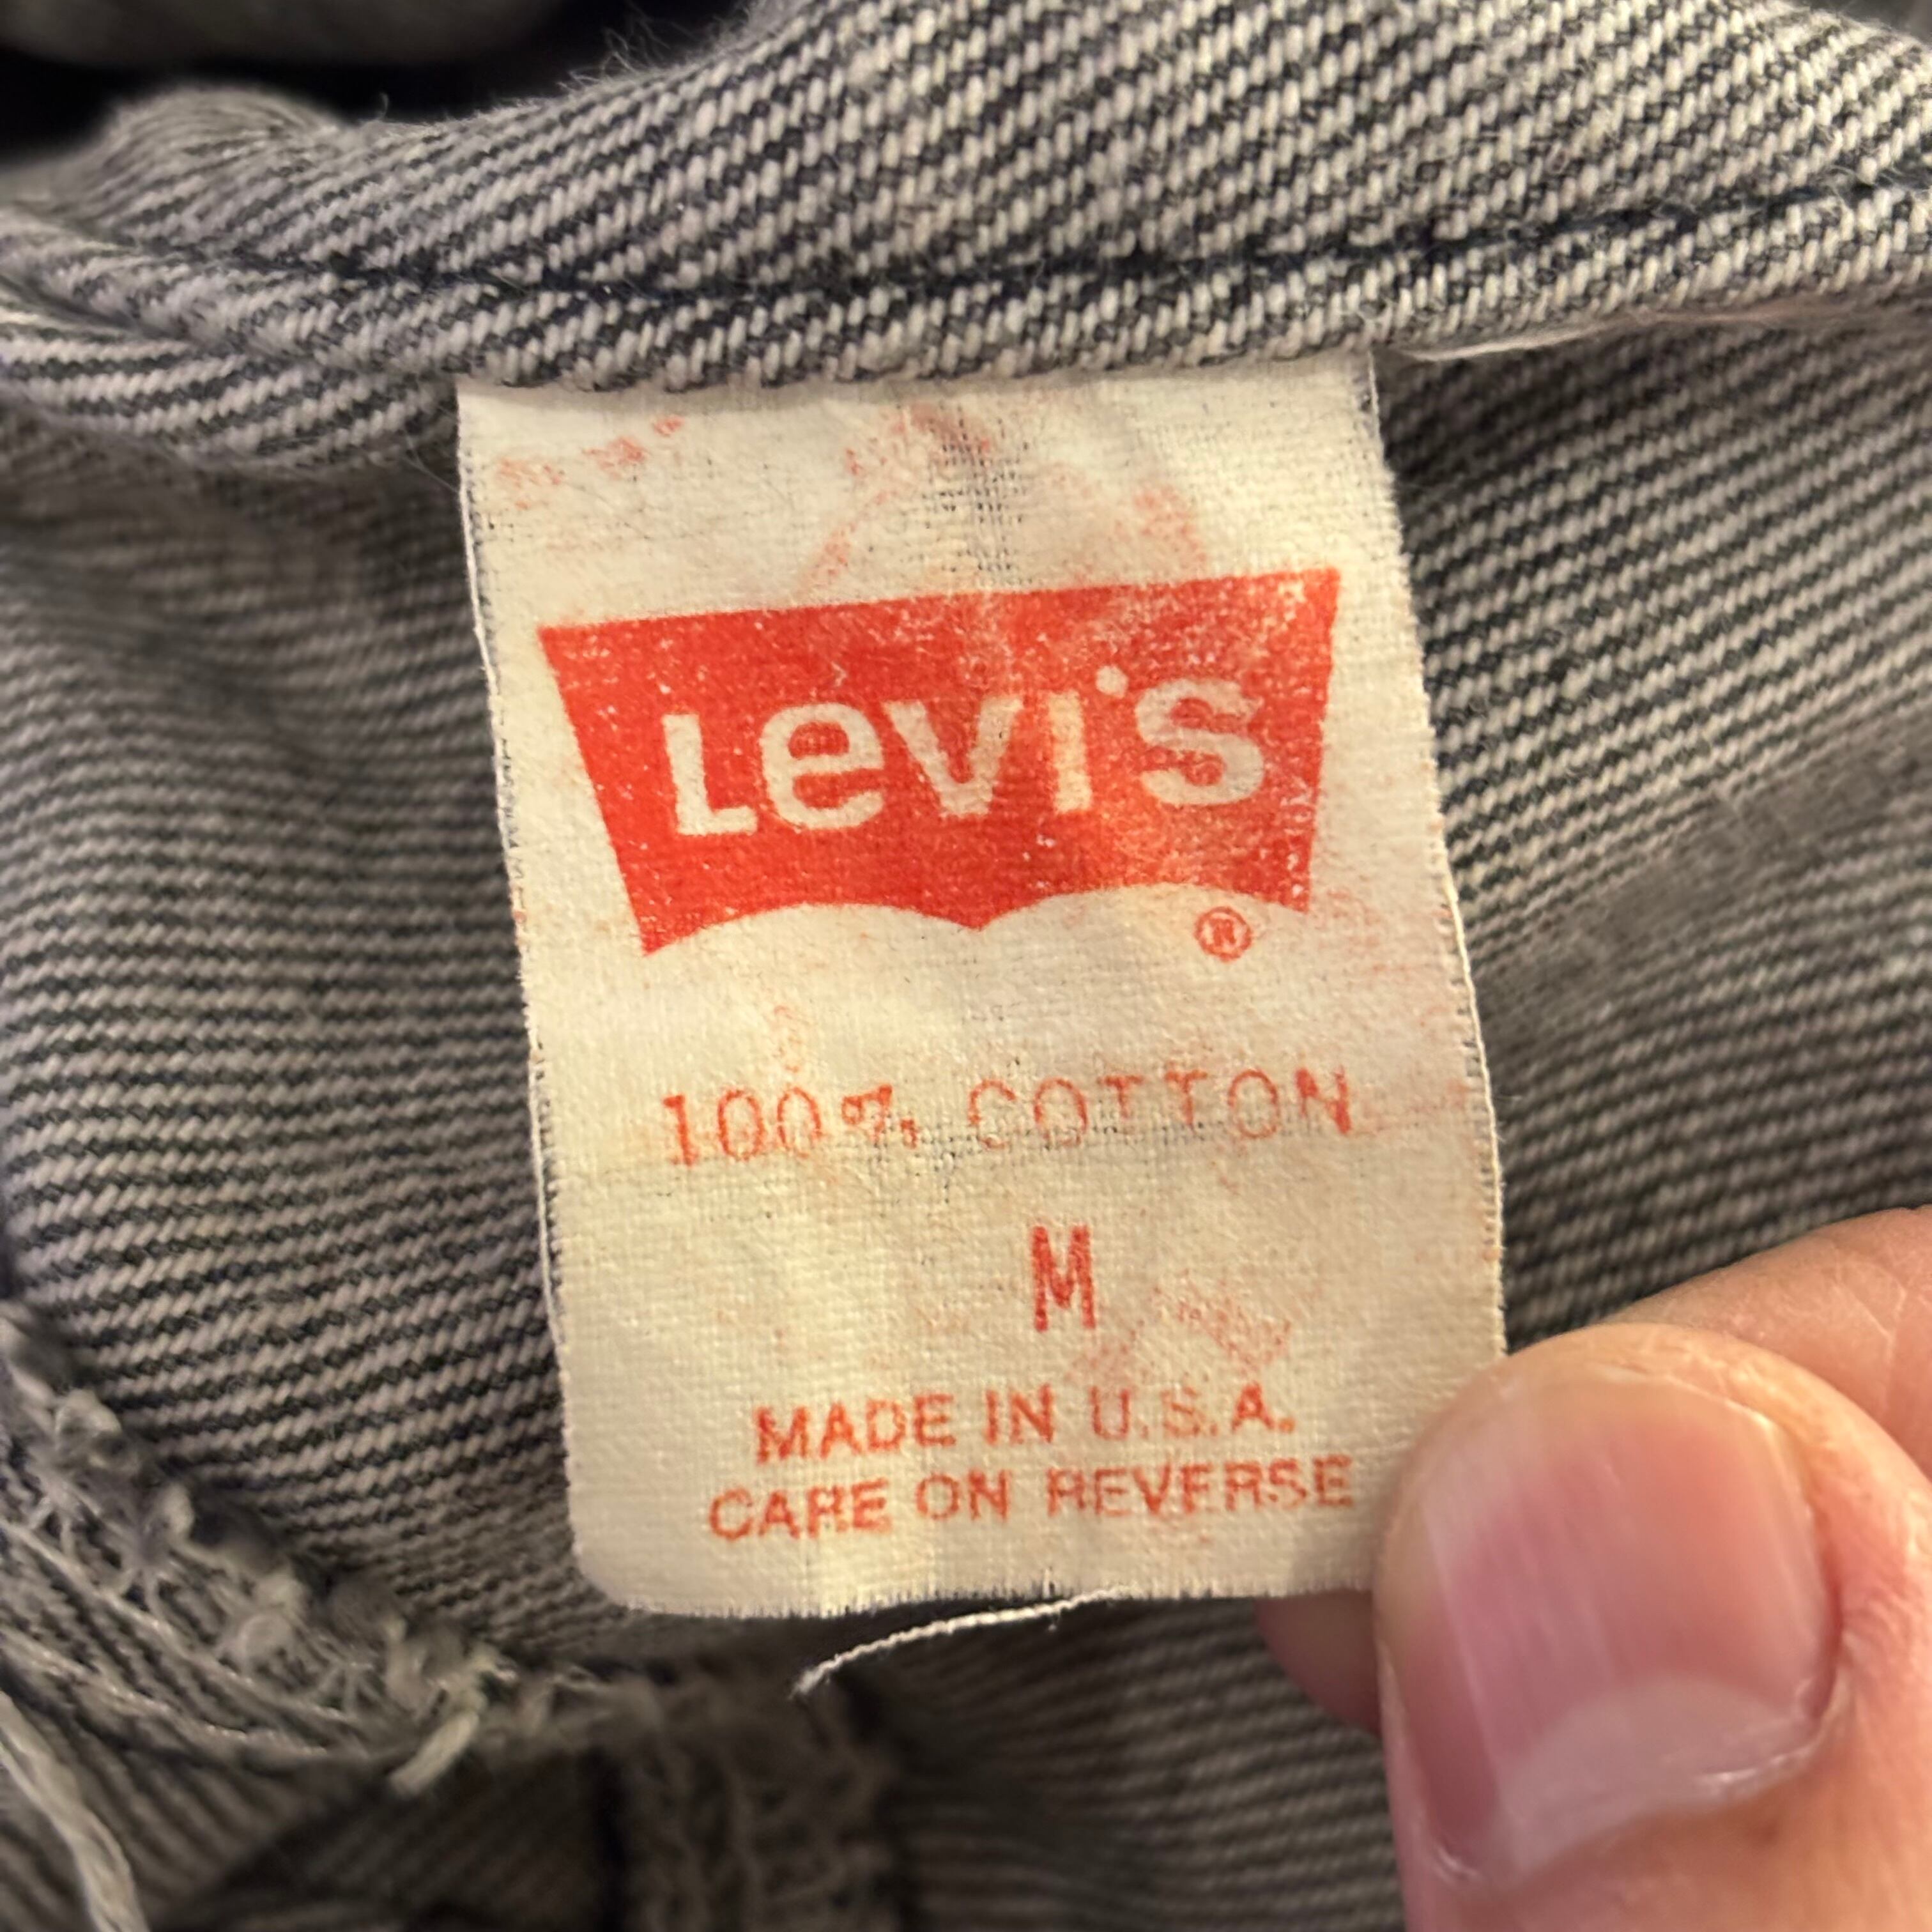 Levi's
®
100% COTTON
M
MADE IN U.S.A.
CARE ON REVERSE